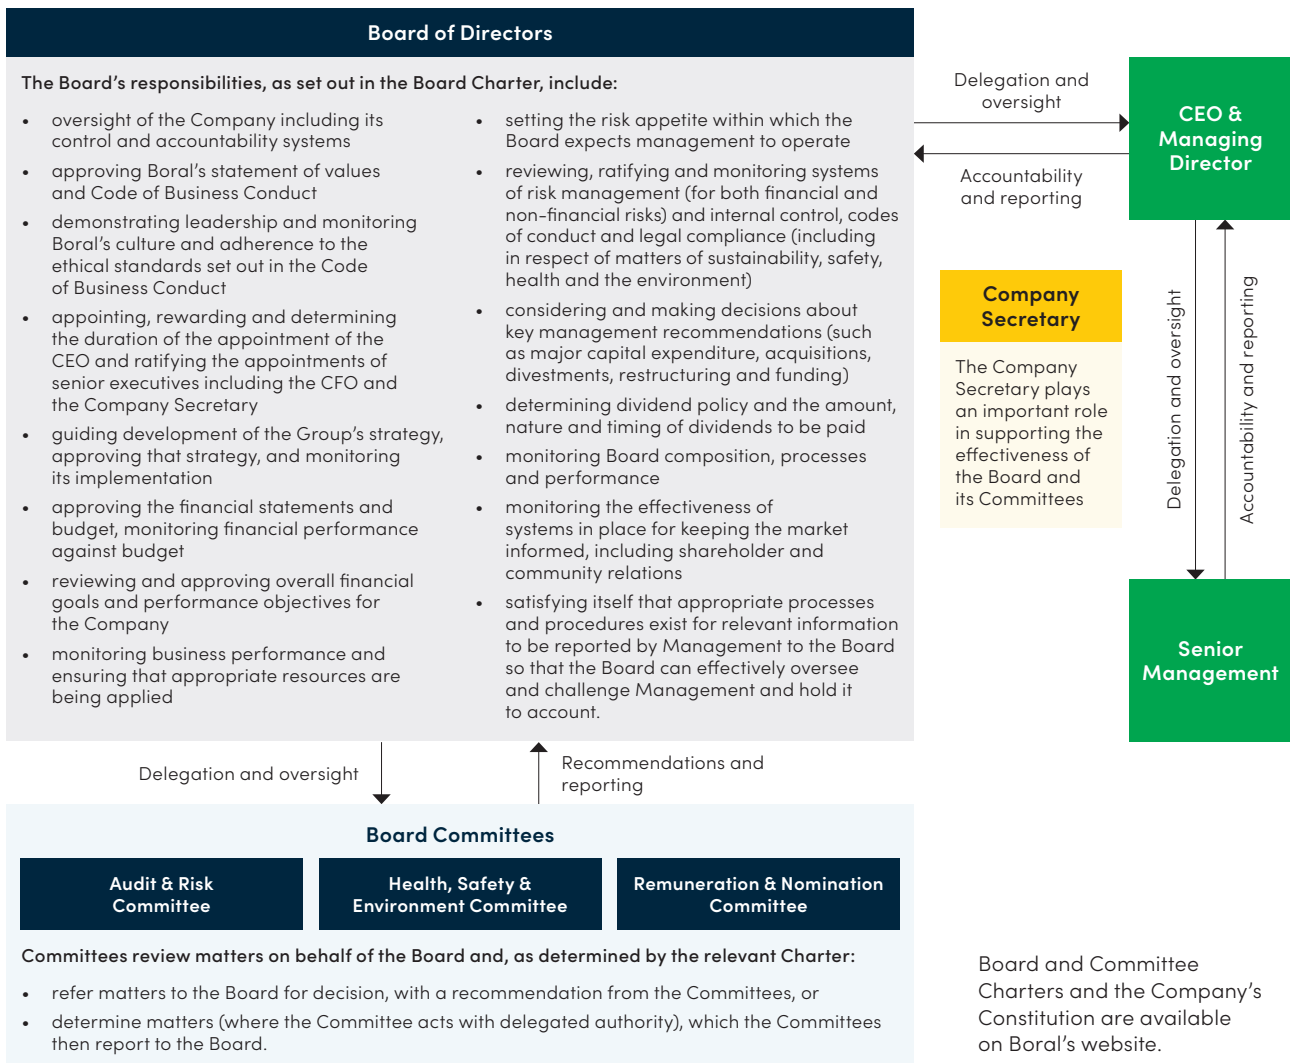 Board of Directors
The Board's responsibilities, as set out in the Board Charter, include:
• oversight of the Company including its
control and accountability systems
• approving Boral's statement of values
and Code of Business Conduct
• demonstrating leadership and monitoring
Boral's culture and adherence to the
ethical standards set out in the Code
of Business Conduct
• appointing, rewarding and determining
the duration of the appointment of the
CEO and ratifying the appointments of
senior executives including the CFO and
the Company Secretary
• guiding development of the Group's strategy,
approving that strategy, and monitoring
its implementation
• approving the financial statements and
budget, monitoring financial performance
against budget
• reviewing and approving overall financial
goals and performance objectives for
the Company
• monitoring business performance and
ensuring that appropriate resources are
being applied
• setting the risk appetite within which the
Board expects management to operate
• reviewing, ratifying and monitoring systems
of risk management (for both financial and
non-financial risks) and internal control, codes
of conduct and legal compliance (including
in respect of matters of sustainability, safety,
health and the environment)
• considering and making decisions about
key management recommendations (such
as major capital expenditure, acquisitions,
divestments, restructuring and funding)
• determining dividend policy and the amount,
nature and timing of dividends to be paid
• monitoring Board composition, processes
and performance
• monitoring the effectiveness of
systems in place for keeping the market
informed, including shareholder and
community relations
• satisfying itself that appropriate processes
and procedures exist for relevant information
to be reported by Management to the Board
so that the Board can effectively oversee
and challenge Management and hold it
to account.
Delegation and
oversight
Accountability
and reporting
CEO &
Managing
Director
Company
Secretary
The Company
Secretary plays
an important role
in supporting the
effectiveness of
the Board and
its Committees
Delegation and oversight
Accountability and reporting
Senior
Management
Delegation and oversight
Recommendations and
reporting
Board Committees
Audit & Risk
Committee
Health, Safety &
Environment Committee
Remuneration & Nomination
Committee
Committees review matters on behalf of the Board and, as determined by the relevant Charter:
• refer matters to the Board for decision, with a recommendation from the Committees, or
• determine matters (where the Committee acts with delegated authority), which the Committees
then report to the Board.
Board and Committee
Charters and the Company's
Constitution are available
on Boral's website.